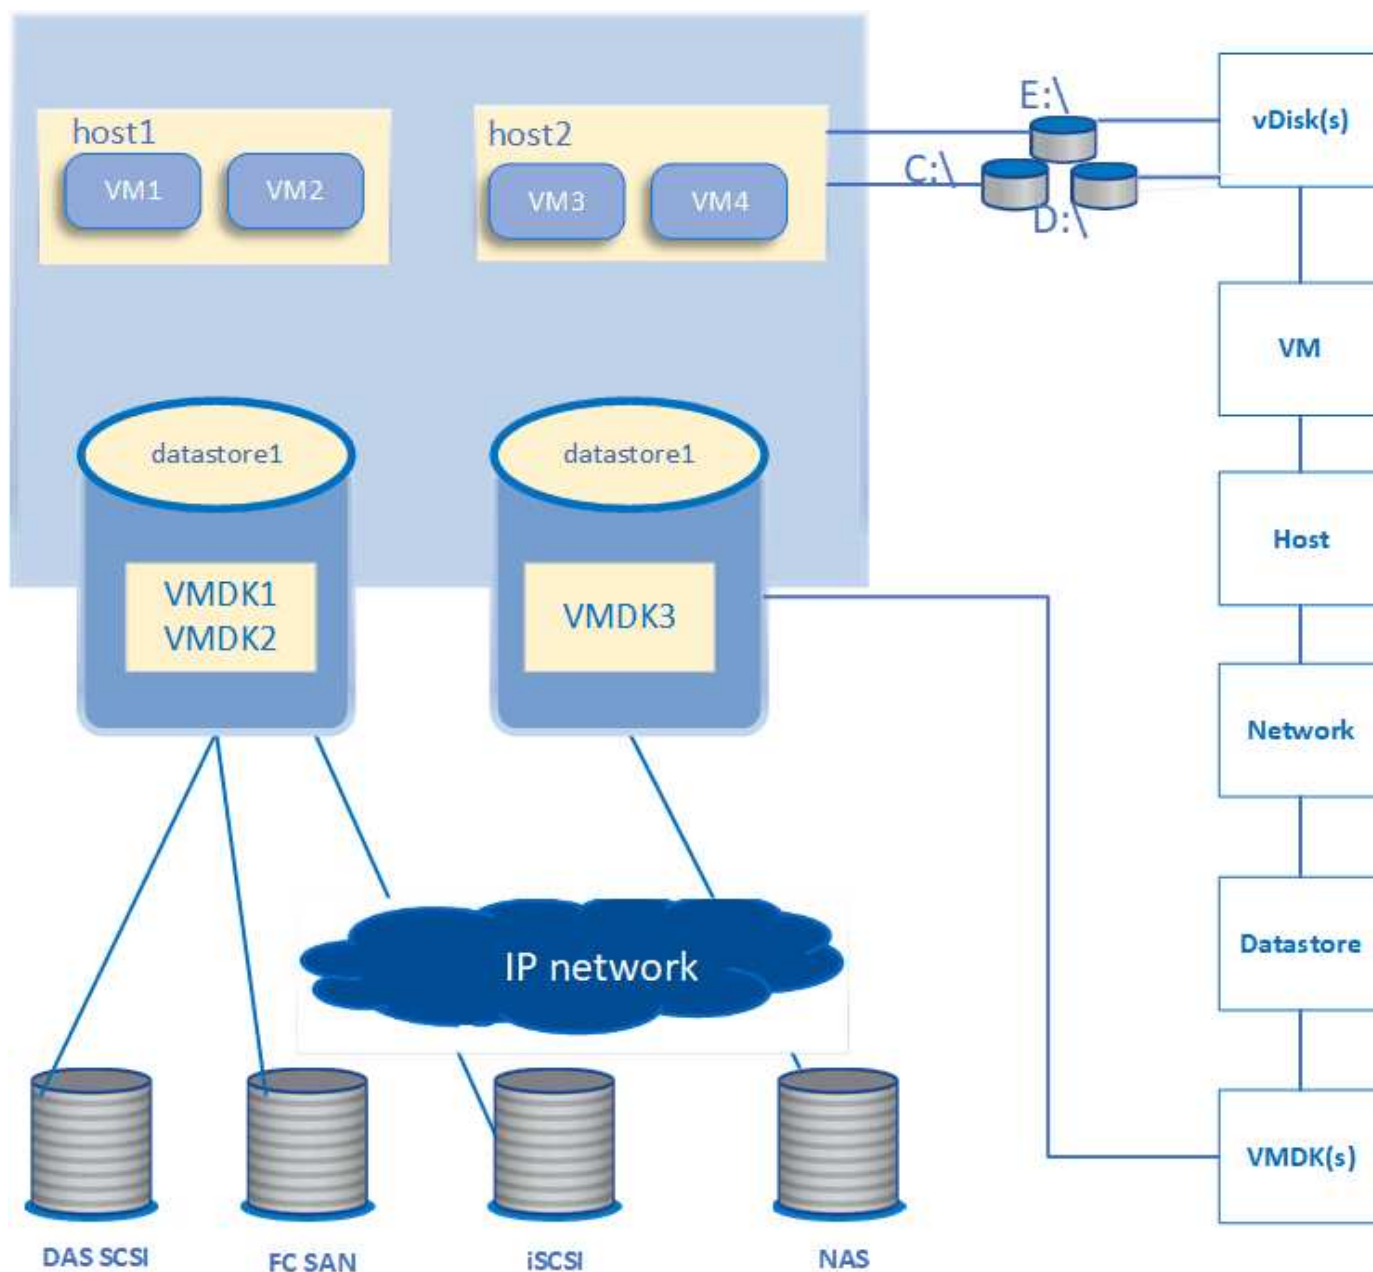 host1
VM1
VM2
host2
VM3
VM4
E:\
C:\
D:\
vDisk(s)
VM
Host
Network
Datastore
VMDK(s)
datastore1
VMDK1
VMDK2
datastore1
VMDK3
IP network
DAS SCSI
FC SAN
iSCSI
NAS